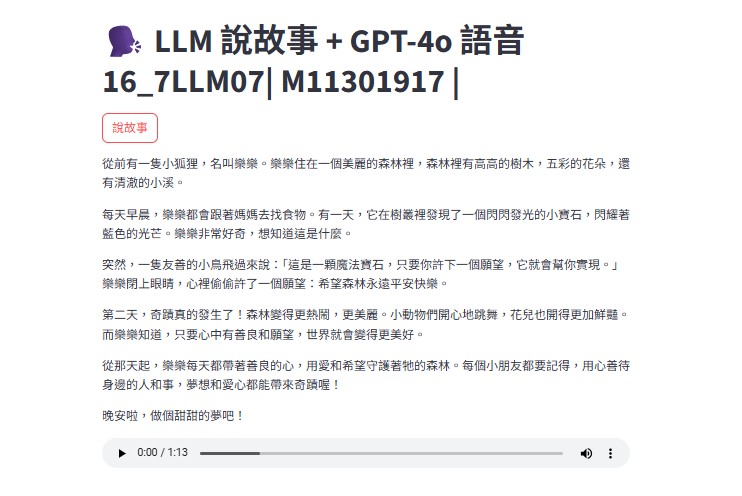 LLM 說故事 + GPT-4o 語音
16_7LLM07| M11301917 |
說故事
從前有一隻小狐狸，名叫樂樂。樂樂住在一個美麗的森林裡，森林裡有高高的樹木，五彩的花朵，還
有清澈的小溪。
每天早晨，樂樂都會跟著媽媽去找食物。有一天，它在樹叢裡發現了一個閃閃發光的小寶石，閃耀著
藍色的光芒。樂樂非常好奇，想知道這是什麼。
突然，一隻友善的小鳥飛過來說：「這是一顆魔法寶石，只要你許下一個願望，它就會幫你實現。」
樂樂閉上眼睛，心裡偷偷許了一個願望：希望森林永遠平安快樂。
第二天，奇蹟真的發生了！森林變得更熱鬧，更美麗。小動物們開心地跳舞，花兒也開得更加鮮豔。
而樂樂知道，只要心中有善良和願望，世界就會變得更美好。
從那天起，樂樂每天都帶著善良的心，用愛和希望守護著牠的森林。每個小朋友都要記得，用心善待
身邊的人和事，夢想和愛心都能帶來奇蹟喔！
晚安啦，做個甜甜的夢吧！
0:00 / 1:13